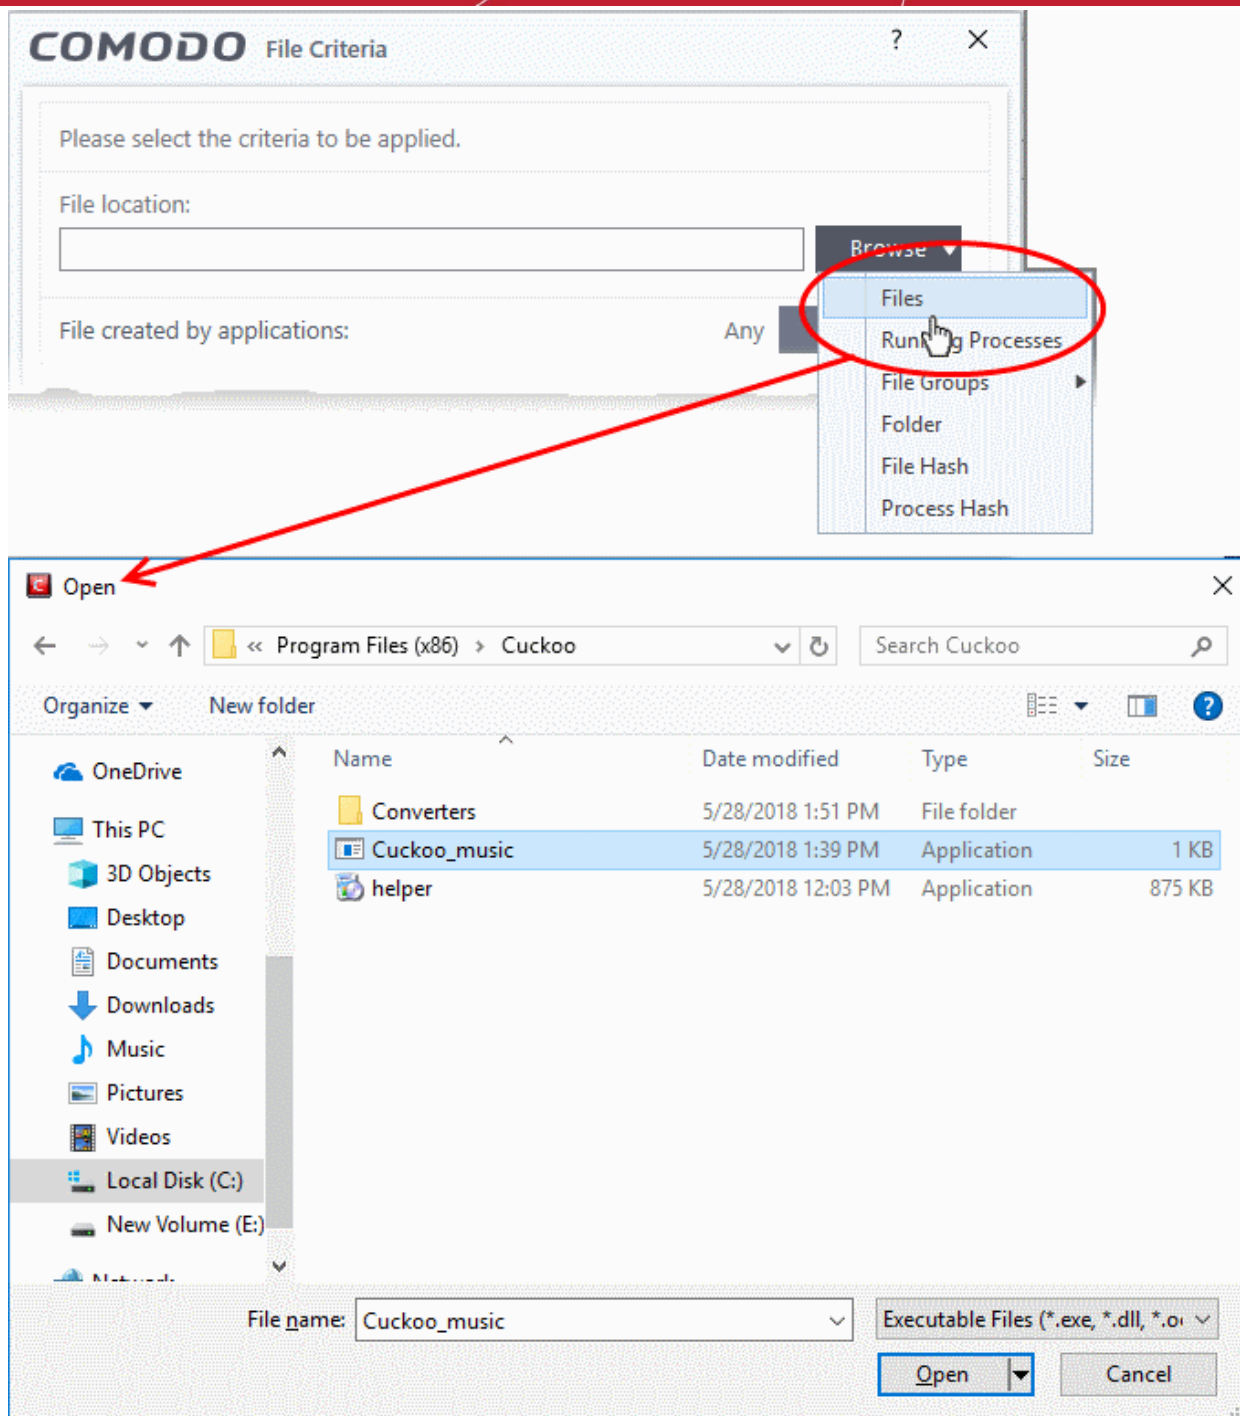 COMODO File Criteria ?
Please select the criteria to be applied.
File location:
Browse
Files
File created by applications: Any
Running Processes
File Groups
Folder
File Hash
Process Hash
Open
« Program Files (x86) > Cuckoo
Search Cuckoo
Organize
New folder
?
Name Date modified Type Size
OneDrive
This PC
3D Objects
Desktop
Documents
Downloads
Music
Pictures
Videos
Local Disk (C:)
New Volume (E:)
Network
Converters 5/28/2018 1:51 PM File folder
Cuckoo_music 5/28/2018 1:39 PM Application 1 KB
helper 5/28/2018 12:03 PM Application 875 KB
File name: Cuckoo_music
Executable Files (*.exe, *.dll, *.o
Open
Cancel